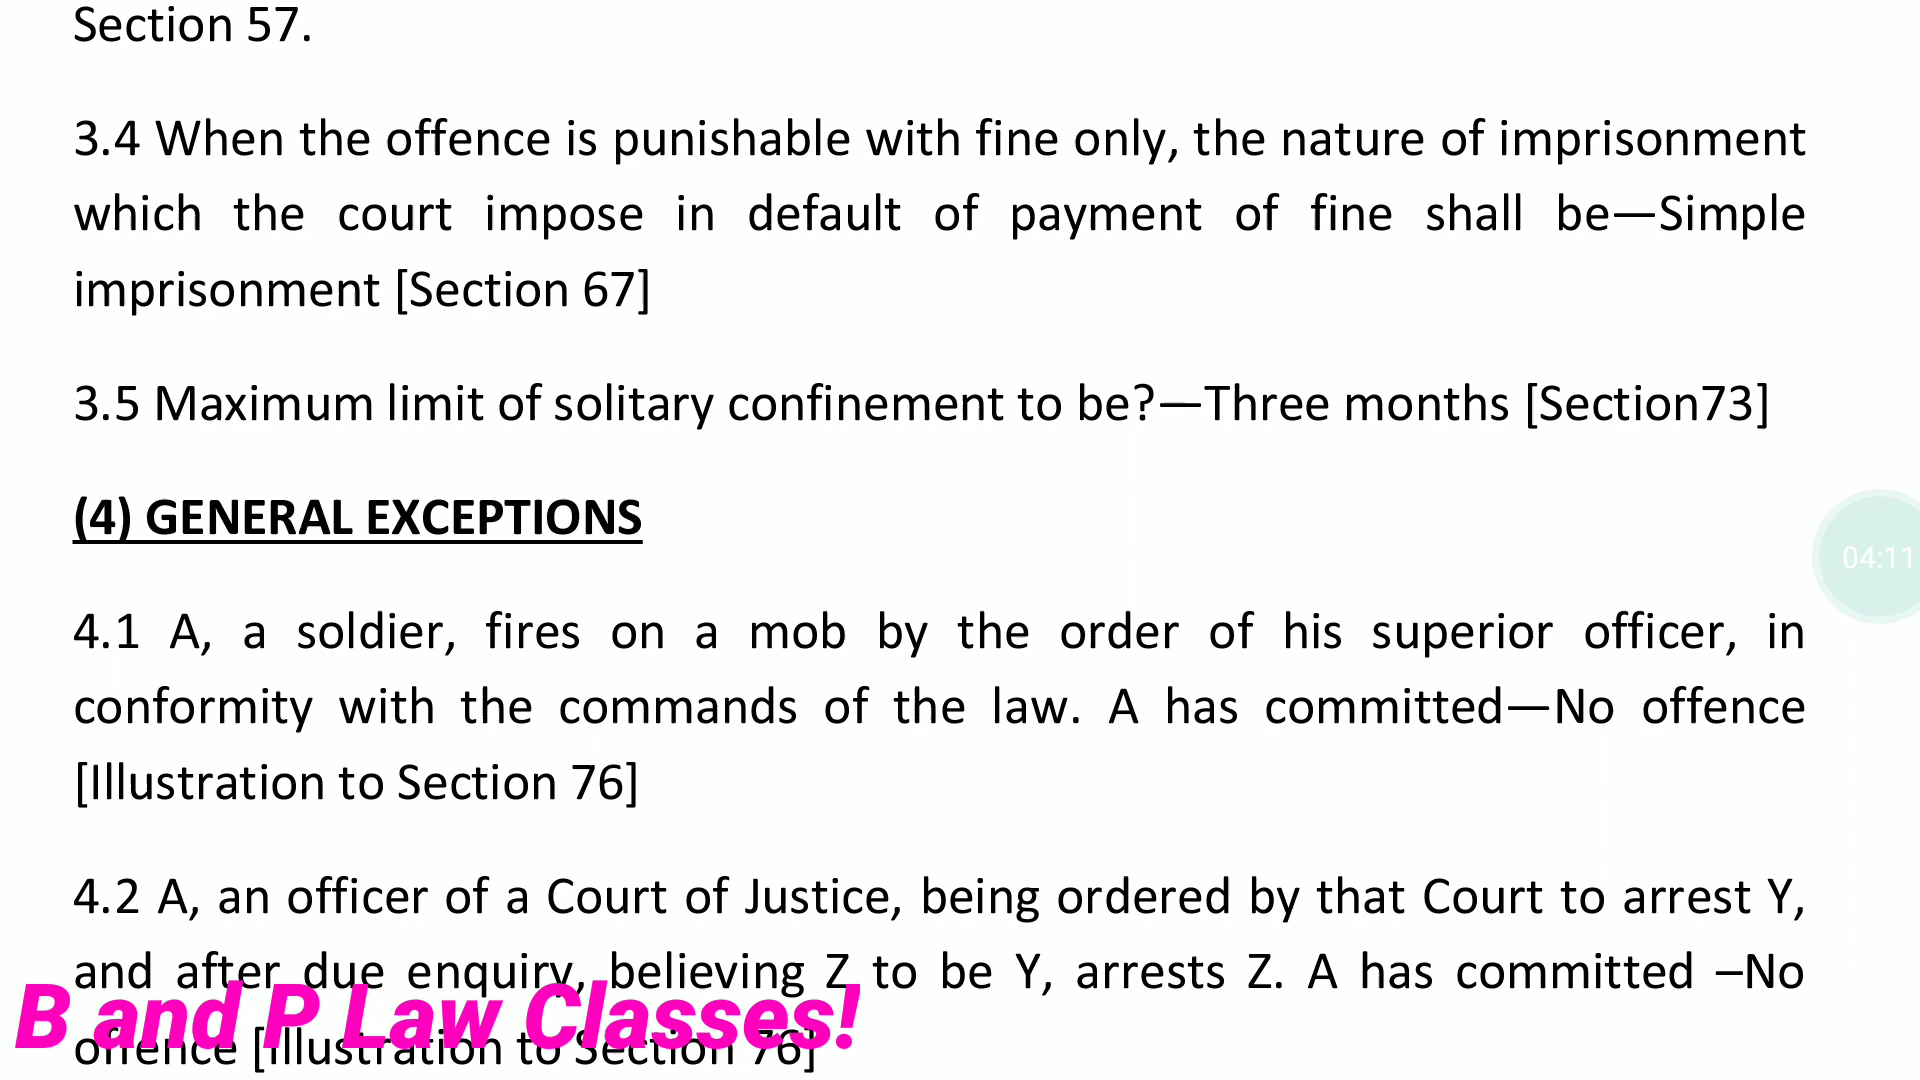 Section 57.
3.4 When the offence is punishable with fine only, the nature of imprisonment
which the court impose in default of payment of fine shall be—Simple
imprisonment [Section 67]
3.5 Maximum limit of solitary confinement to be?—Three months [Section73]
(4) GENERAL EXCEPTIONS
4.1 A, a soldier, fires on a mob by the order of his superior officer, in
conformity with the commands of the law. A has committed—No offence
[Illustration to Section 76]
04:11
4.2 A, an officer of a Court of Justice, being ordered by that Court to arrest Y,
and after due enquiry, believing Z to be Y, arrests Z. A has committed –No
offence [Illustration to Section 76]
B and P Law Classes!